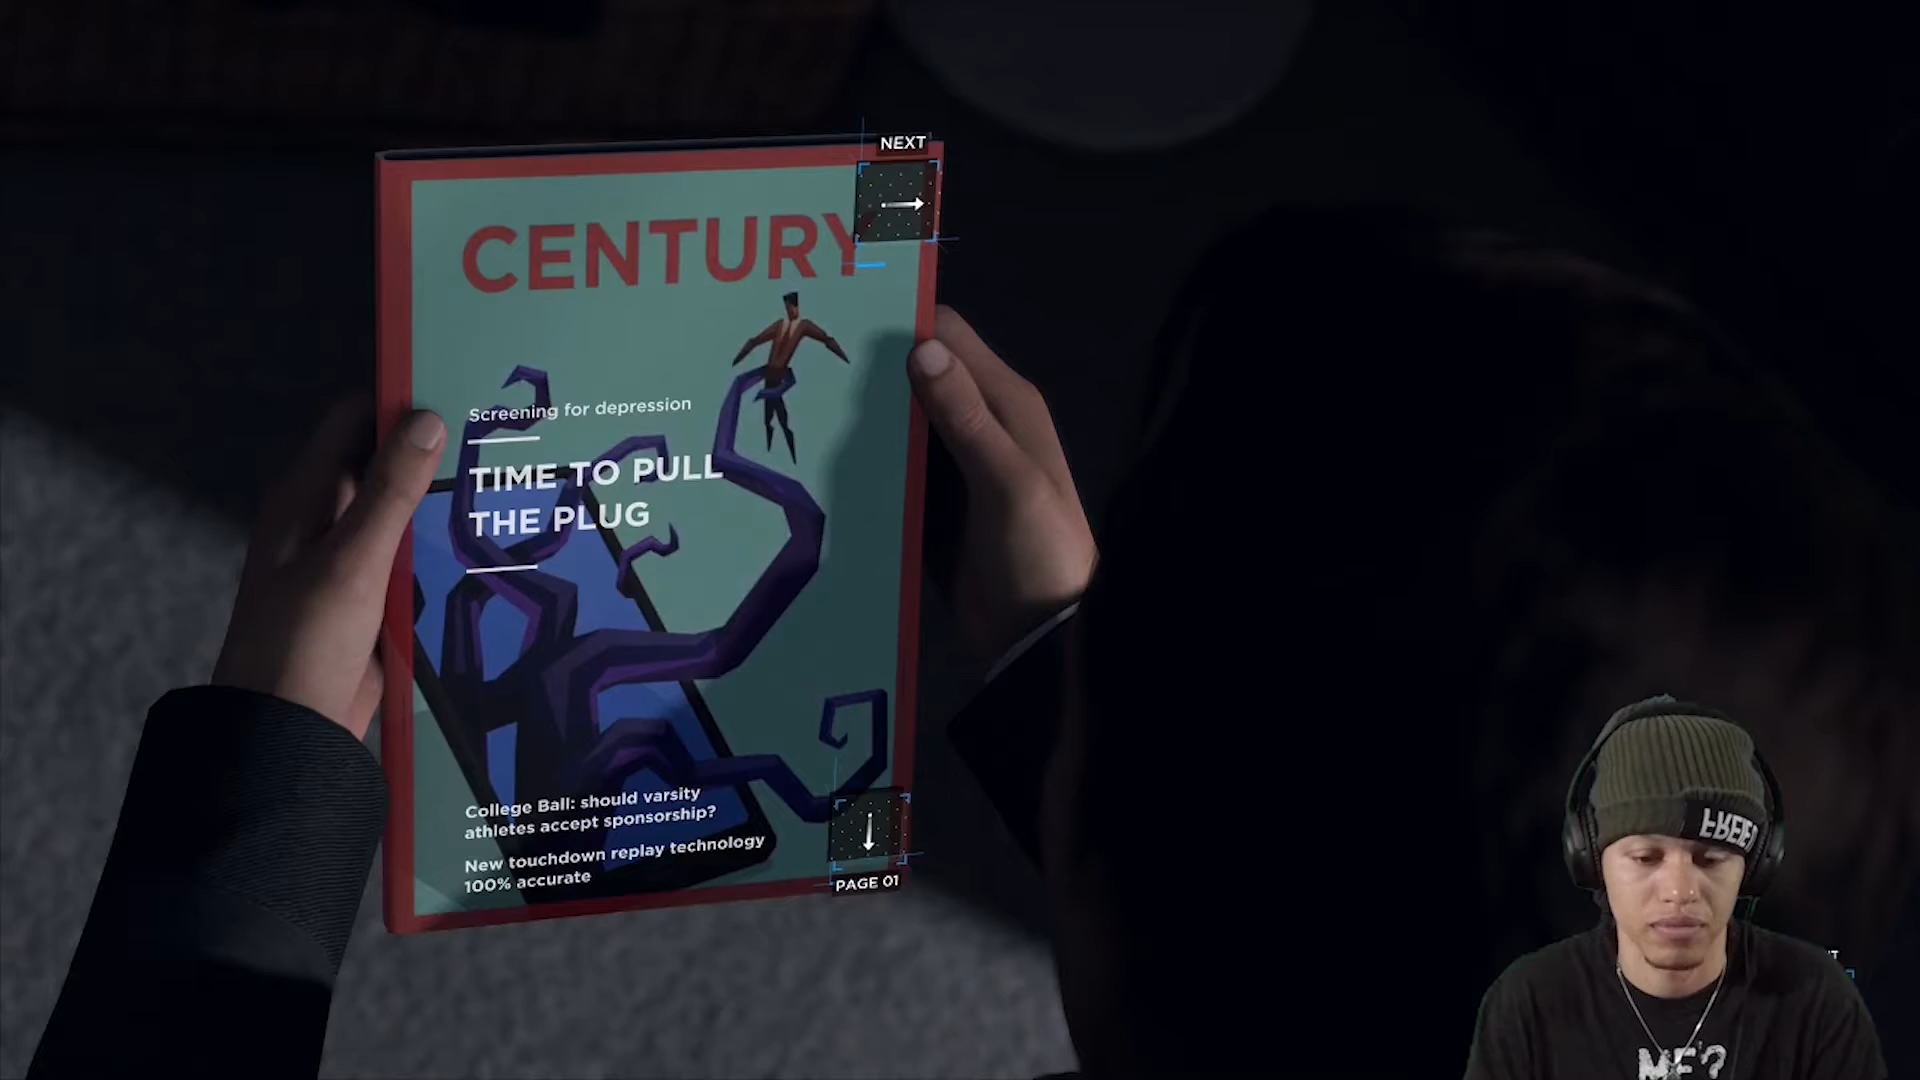 NEXT
CENTURY
Screening for depression
TIME TO PULL
THE PLUG
College Ball: should varsity
athletes accept sponsorship?
New touchdown replay technology
100% accurate
PAGE 01
ME?